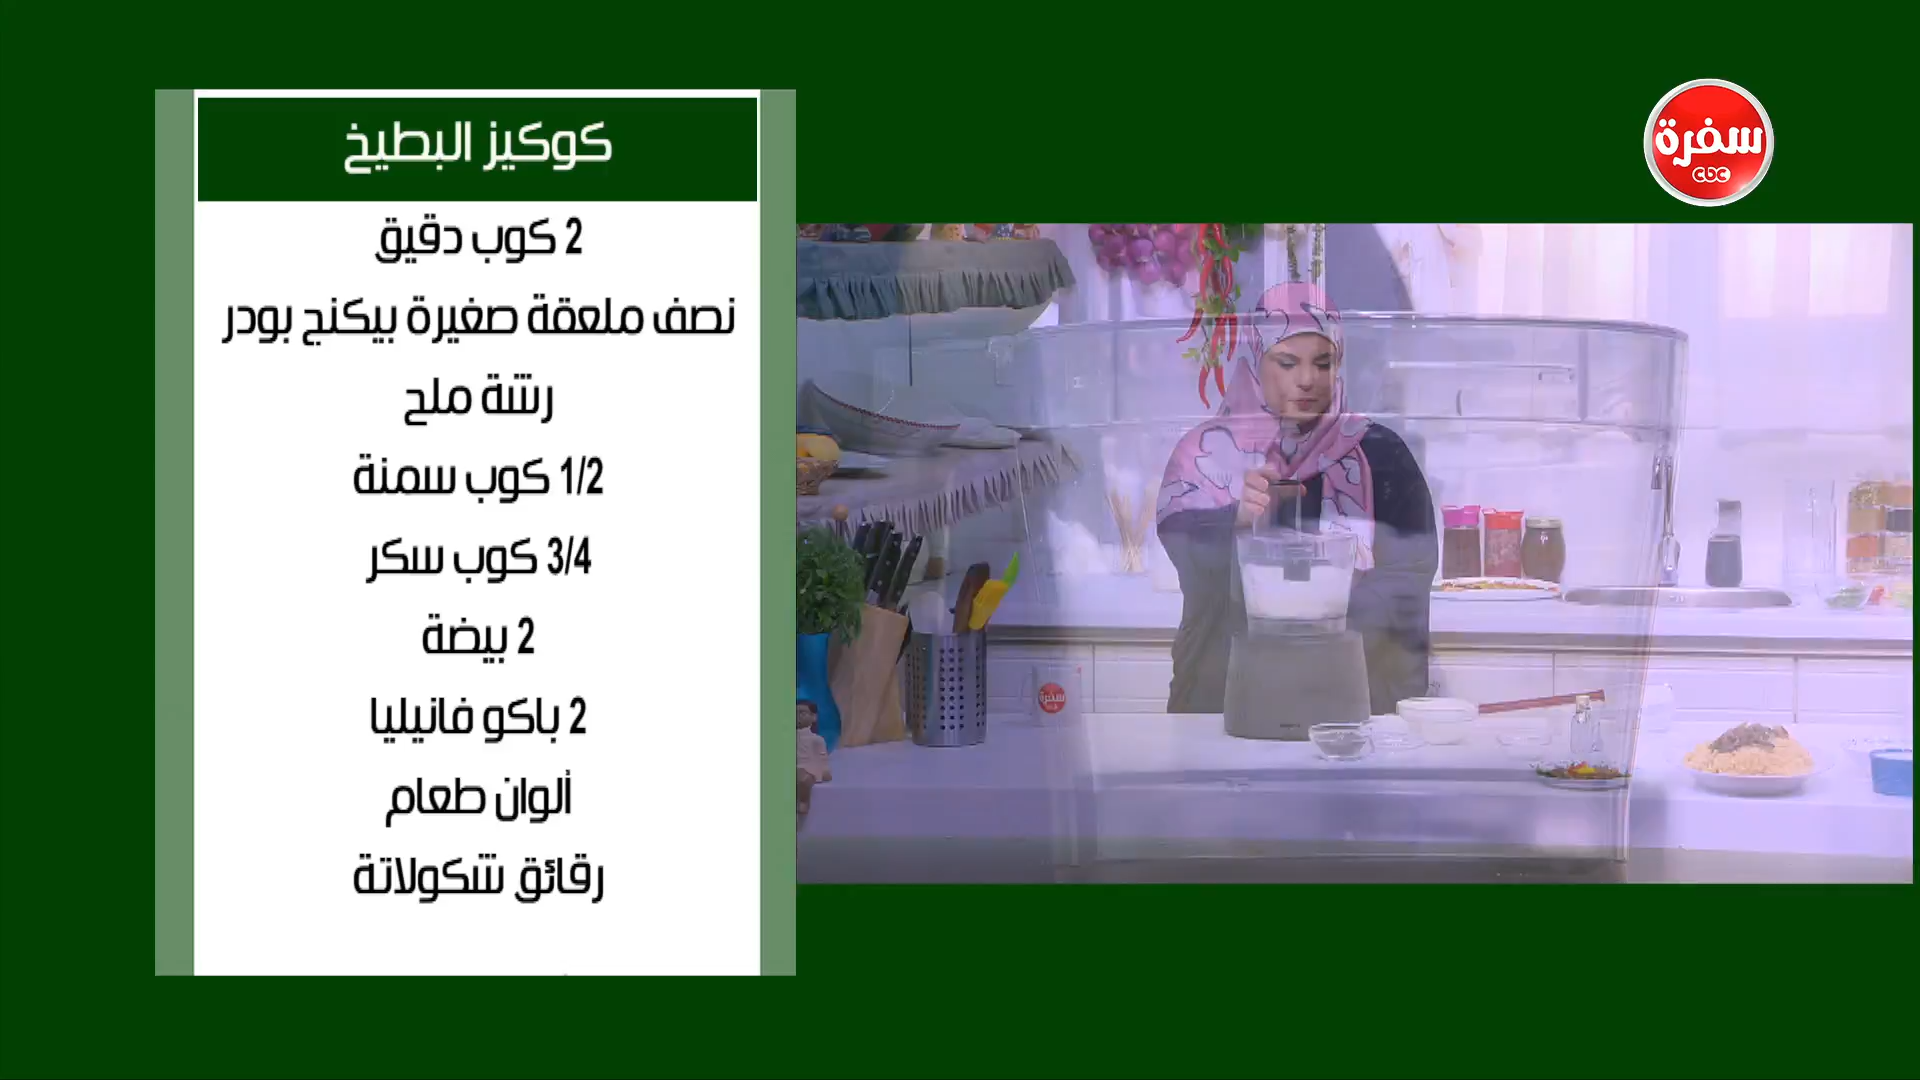 كوكيز البطيخ
2 كوب دقيق
نصف ملعقة صغيرة بيكنج بودر
رشة ملح
1/2 كوب سمنة
3/4 كوب سكر
2 بيضة
2 باكو فانيليا
ألوان طعام
رقائق شكولاتة
سفرة
cbc
سفرة